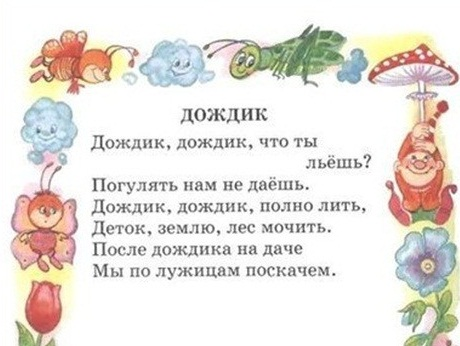 ДОЖДИК
Дождик, дождик, что ты
льёшь?
Погулять нам не даёшь.
Дождик, дождик, полно лить,
Деток, землю, лес мочить.
После дождика на даче
Мы по лужицам поскачем.